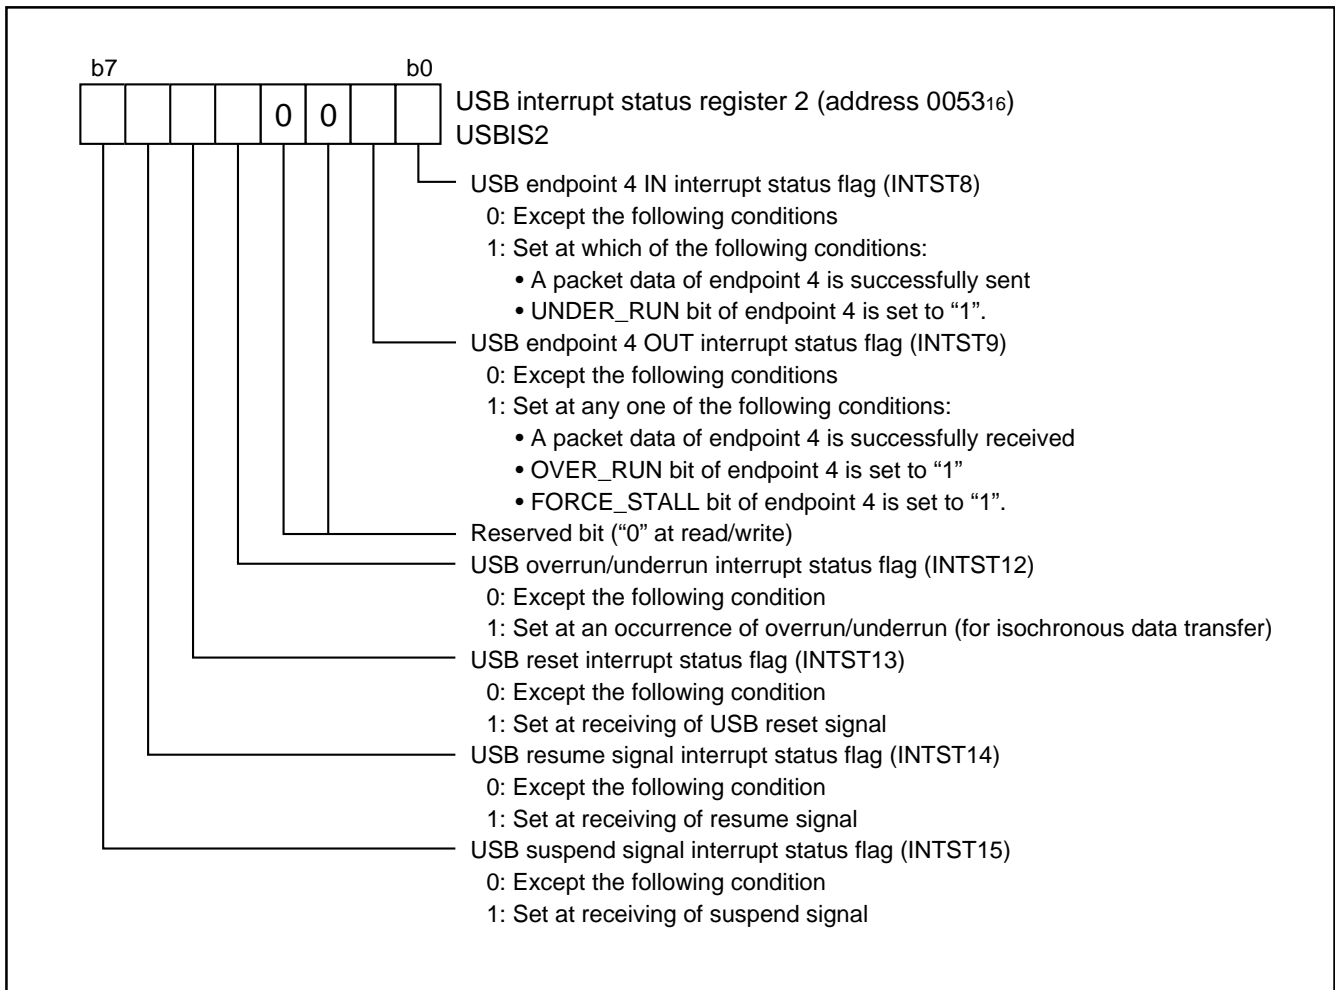 b7 b0
0 0
USB interrupt status register 2 (address 005316)
USBIS2
USB endpoint 4 IN interrupt status flag (INTST8)
0: Except the following conditions
1: Set at which of the following conditions:
• A packet data of endpoint 4 is successfully sent
• UNDER_RUN bit of endpoint 4 is set to “1”.
USB endpoint 4 OUT interrupt status flag (INTST9)
0: Except the following conditions
1: Set at any one of the following conditions:
• A packet data of endpoint 4 is successfully received
• OVER_RUN bit of endpoint 4 is set to “1”
• FORCE_STALL bit of endpoint 4 is set to “1”.
Reserved bit (“0” at read/write)
USB overrun/underrun interrupt status flag (INTST12)
0: Except the following condition
1: Set at an occurrence of overrun/underrun (for isochronous data transfer)
USB reset interrupt status flag (INTST13)
0: Except the following condition
1: Set at receiving of USB reset signal
USB resume signal interrupt status flag (INTST14)
0: Except the following condition
1: Set at receiving of resume signal
USB suspend signal interrupt status flag (INTST15)
0: Except the following condition
1: Set at receiving of suspend signal